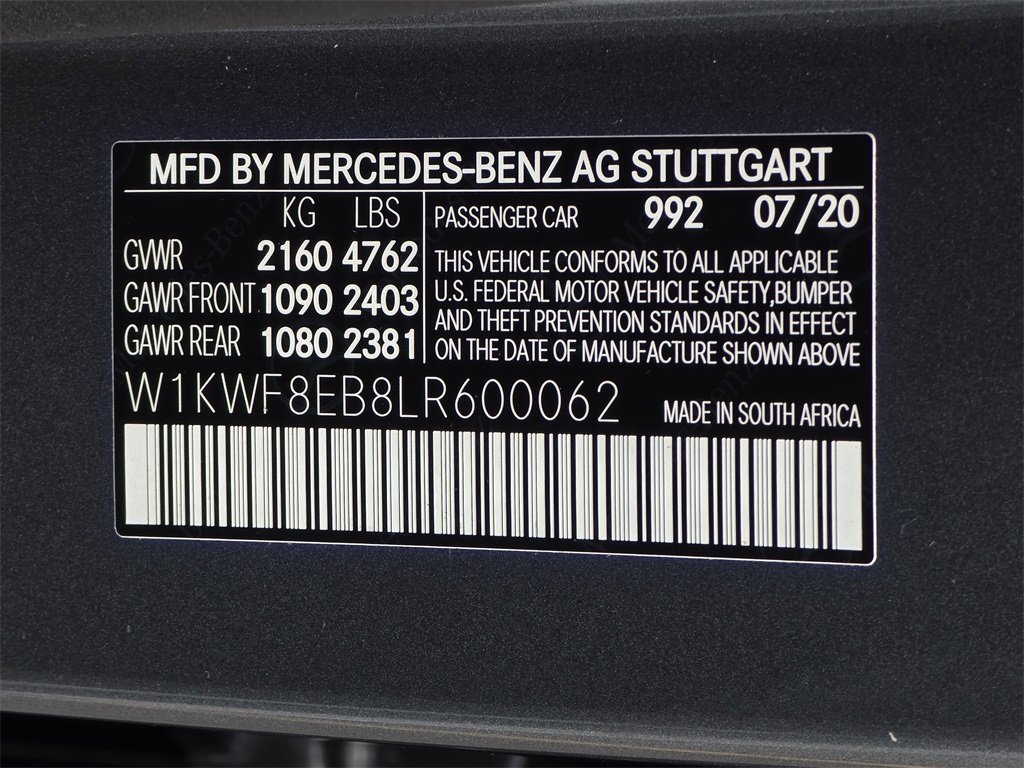 MFD BY MERCEDES-BENZ AG STUTTGART
KG LBS
GVWR 2160 4762
GAWR FRONT 1090 2403
GAWR REAR 1080 2381
PASSENGER CAR 992 07/20
THIS VEHICLE CONFORMS TO ALL APPLICABLE
U.S. FEDERAL MOTOR VEHICLE SAFETY,BUMPER
AND THEFT PREVENTION STANDARDS IN EFFECT
ON THE DATE OF MANUFACTURE SHOWN ABOVE
W1KWF8EB8LR600062
MADE IN SOUTH AFRICA